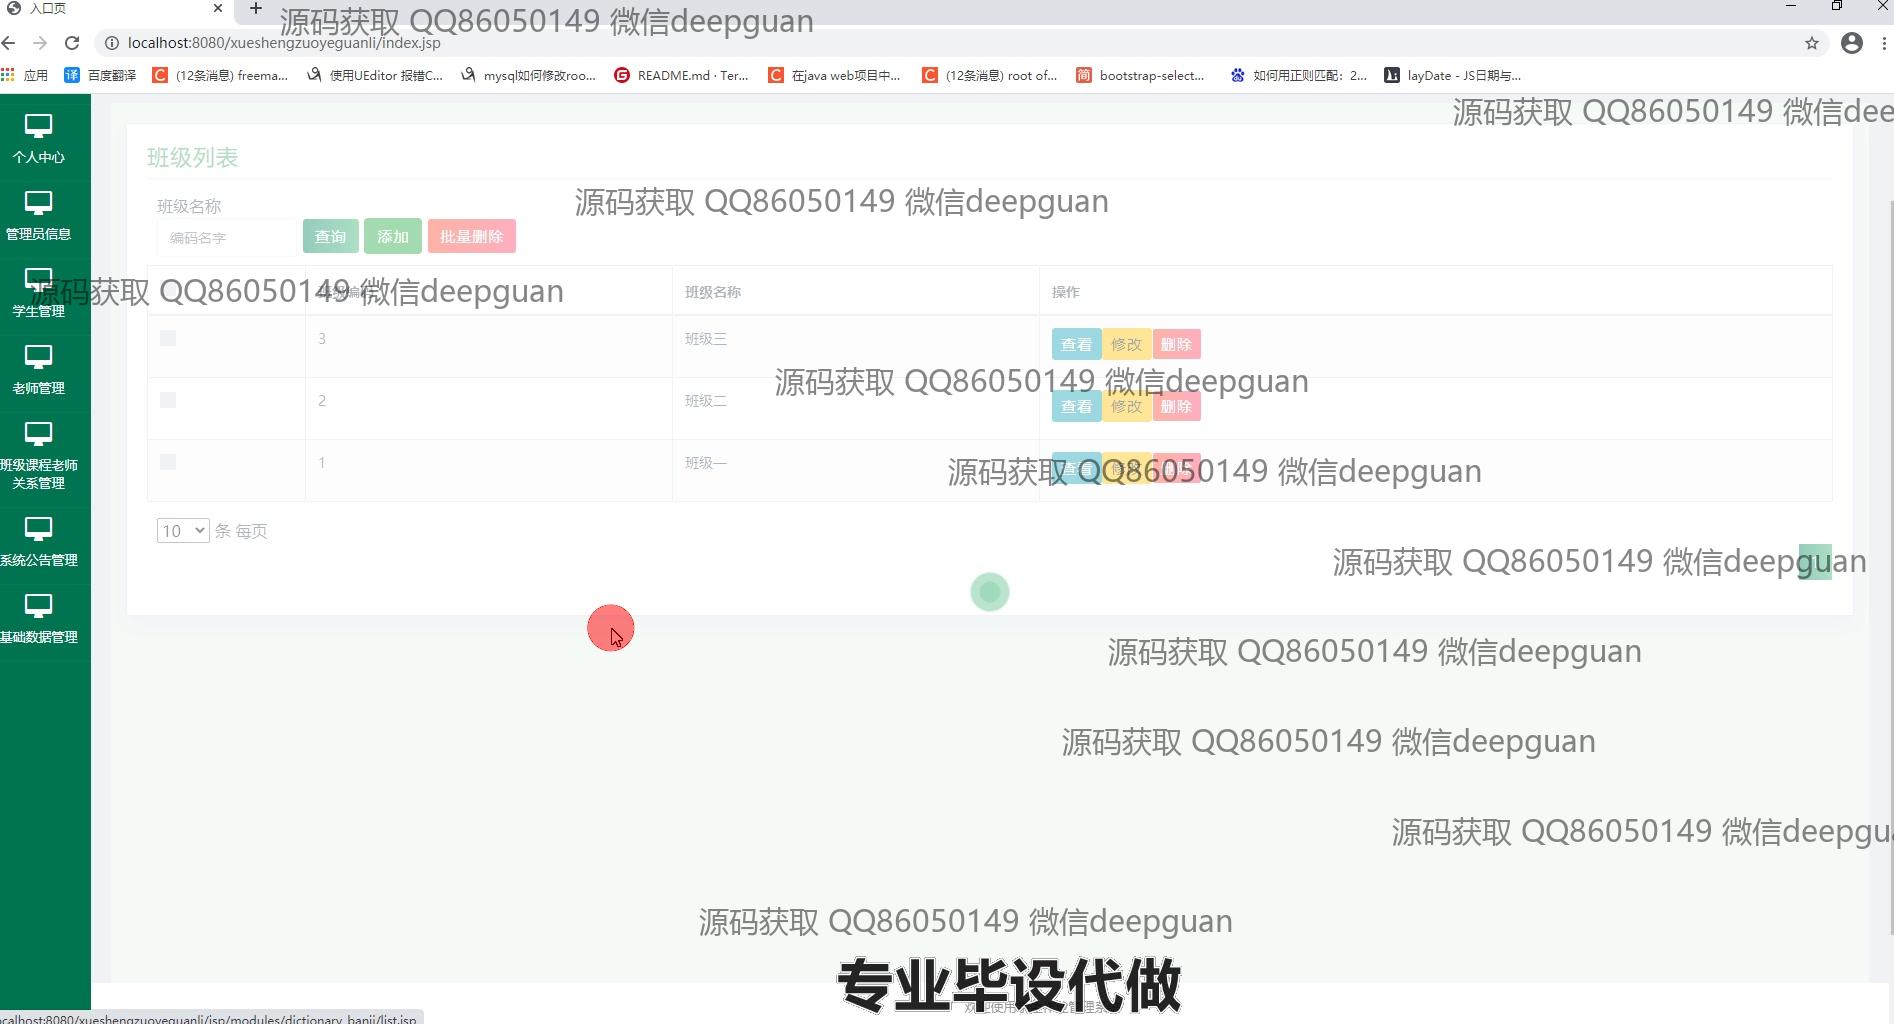 入口页
源码获取 QQ86050149 微信deepguan
localhost:8080/xueshengzuoyeguanli/index.jsp
应用 百度翻译 (12条消息) freema... 使用UEditor 报错C... mysql如何修改roo... README.md · Ter... 在java web项目中... (12条消息) root of... bootstrap-select... 如何用正则匹配：2... layDate - JS日期与...
源码获取 QQ86050149 微信dee
个人中心
班级列表
源码获取 QQ86050149 微信deepguan
班级名称
管理员信息
编码名字 查询 添加 批量删除
源码获取 QQ86050149 微信deepguan
班级名称 操作
学生管理
3 班级三 查看 修改 删除
源码获取 QQ86050149 微信deepguan
老师管理
2 班级二 查看 修改 删除
班级课程老师
关系管理
1 班级一 查看 修改 删除
源码获取 QQ86050149 微信deepguan
10 条 每页
系统公告管理
源码获取 QQ86050149 微信deepguan
基础数据管理
源码获取 QQ86050149 微信deepguan
源码获取 QQ86050149 微信deepguan
源码获取 QQ86050149 微信deepgu
源码获取 QQ86050149 微信deepguan
专业毕设代做
ocalhost:8080/xueshengzuoyeguanli/jsp/modules/dictionary_banji/list.jsp